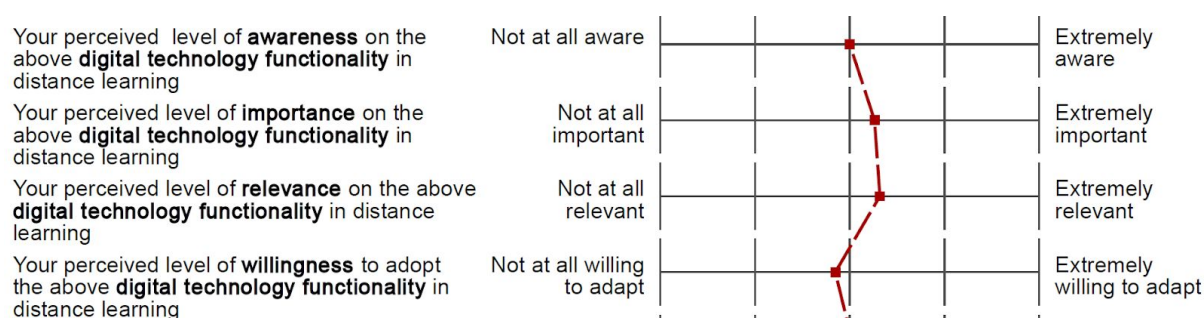 Your perceived level of awareness on the
above digital technology functionality in
distance learning
Not at all aware
Extremely
aware
Your perceived level of importance on the
above digital technology functionality in
distance learning
Not at all
important
Extremely
important
Your perceived level of relevance on the above
digital technology functionality in distance
learning
Not at all
relevant
Extremely
relevant
Your perceived level of willingness to adopt
the above digital technology functionality in
distance learning
Not at all willing
to adapt
Extremely
willing to adapt